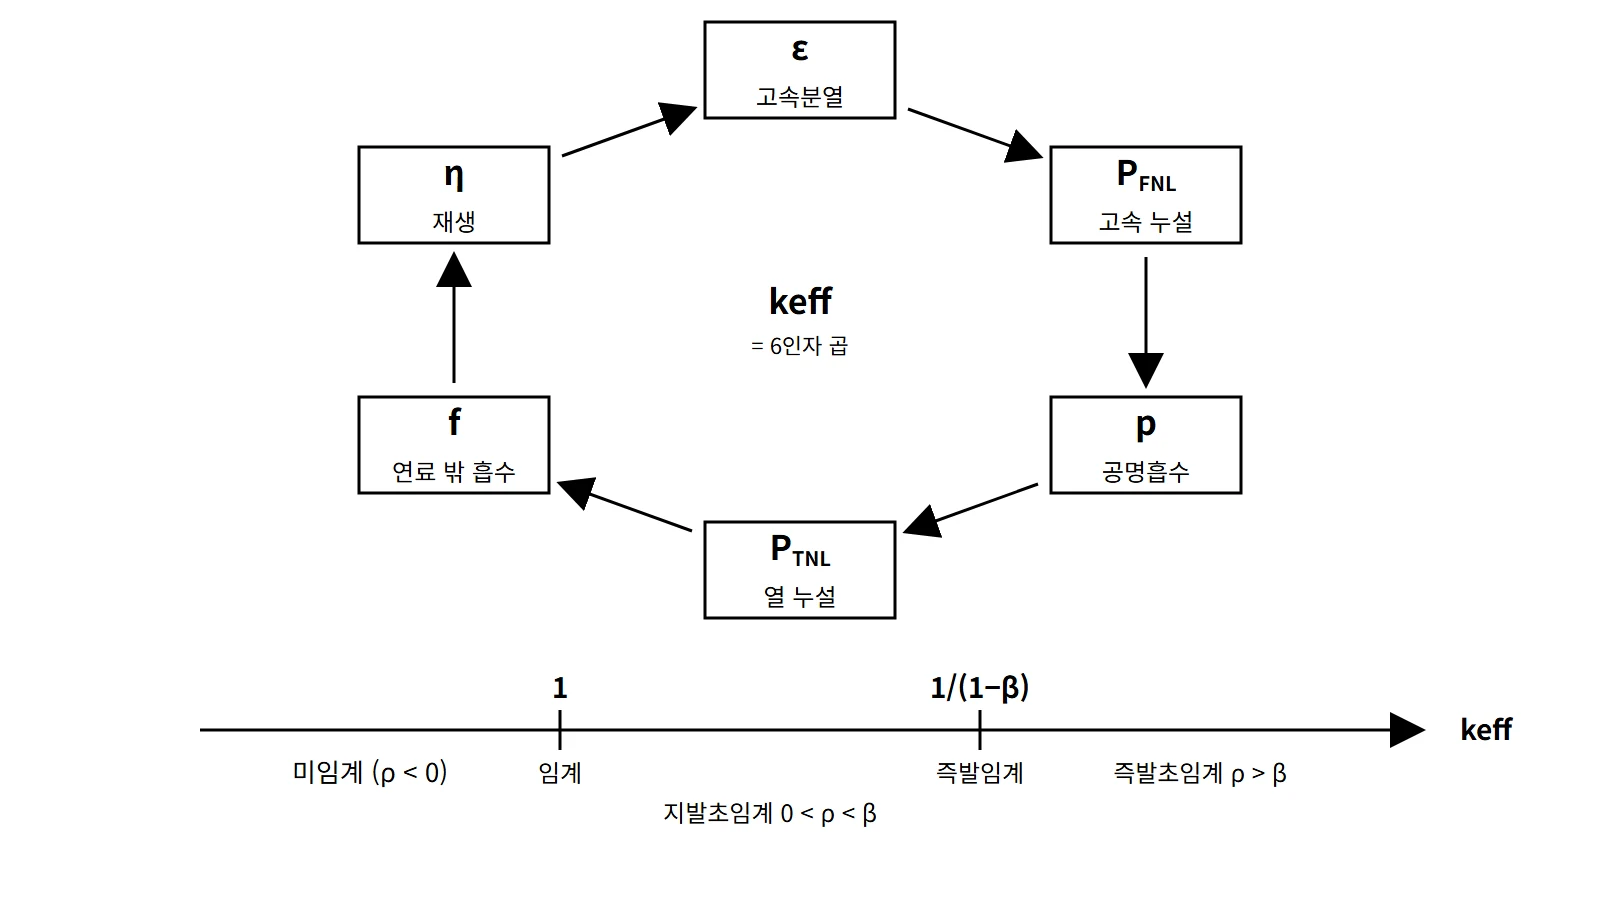 ε
고속분열
η
재생
PFNL
고속 누설
keff
= 6인자 곱
f
연료 밖 흡수
p
공명흡수
PTNL
열 누설
1
1/(1−β)
keff
미임계 (ρ < 0)
임계
즉발임계
즉발초임계 ρ > β
지발초임계 0 < ρ < β